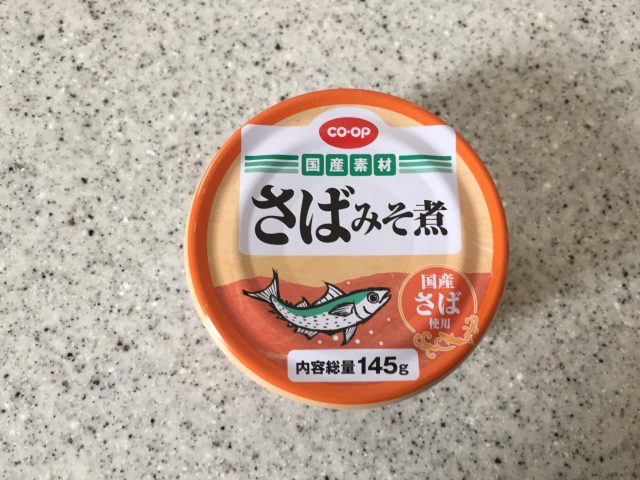 CO·OP
国産素材
さばみそ煮
国産
さば
使用
内容総量145g